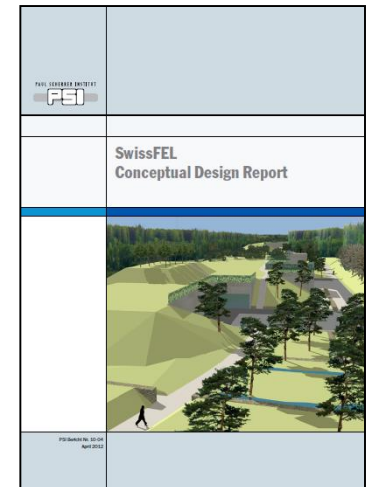 PAUL SCHERRER INSTITUT
PSI
SwissFEL
Conceptual Design Report
PSI Bericht Nr. 10-04
April 2012